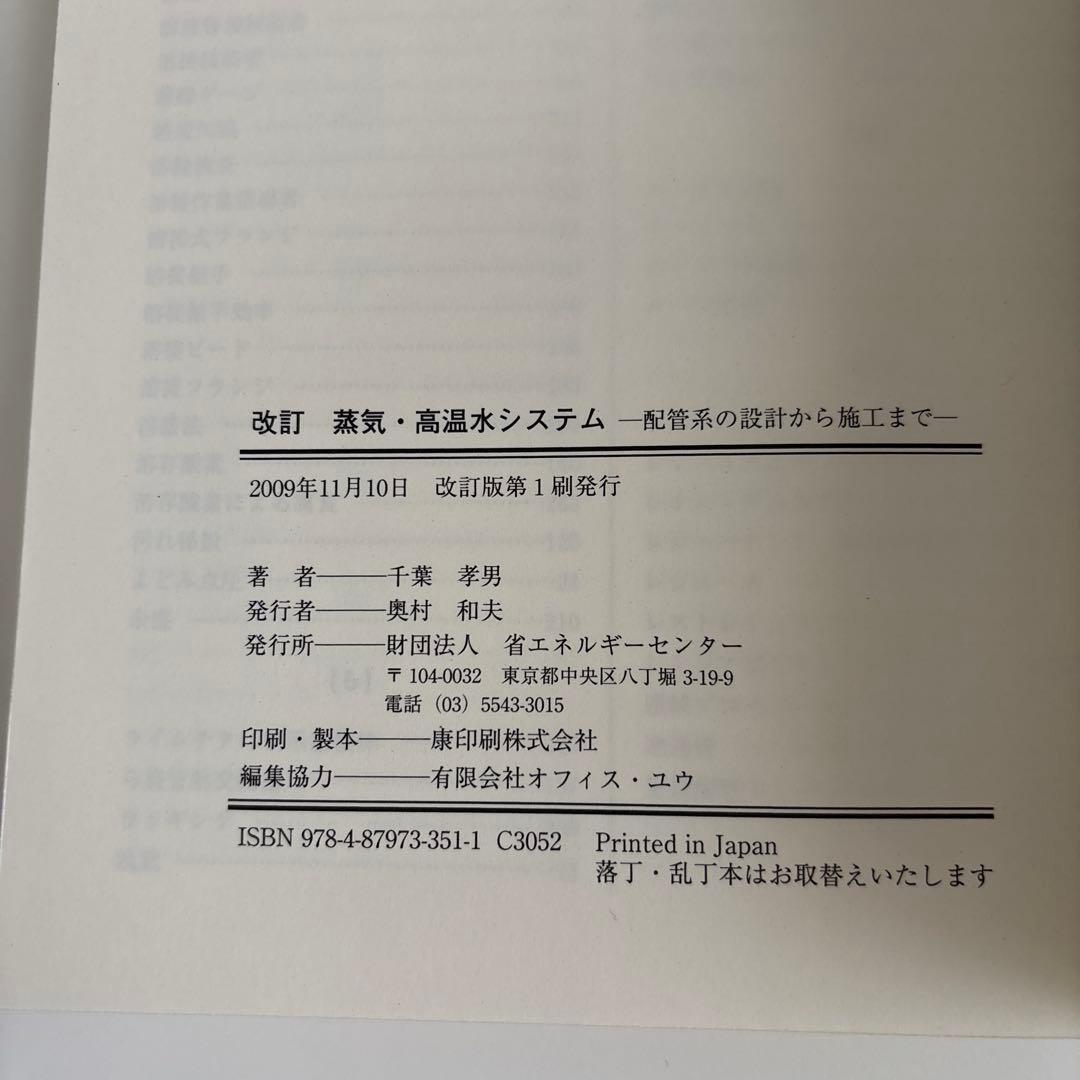 改訂　蒸気・高温水システム ―配管系の設計から施工まで―
2009年11月10日　改訂版第1刷発行
著　者―――千葉　孝男
発行者―――奥村　和夫
発行所―――財団法人　省エネルギーセンター
〒104-0032　東京都中央区八丁堀 3-19-9
電話（03）5543-3015
印刷・製本―――康印刷株式会社
編集協力――――有限会社オフィス・ユウ
ISBN 978-4-87973-351-1 C3052　Printed in Japan
落丁・乱丁本はお取替えいたします